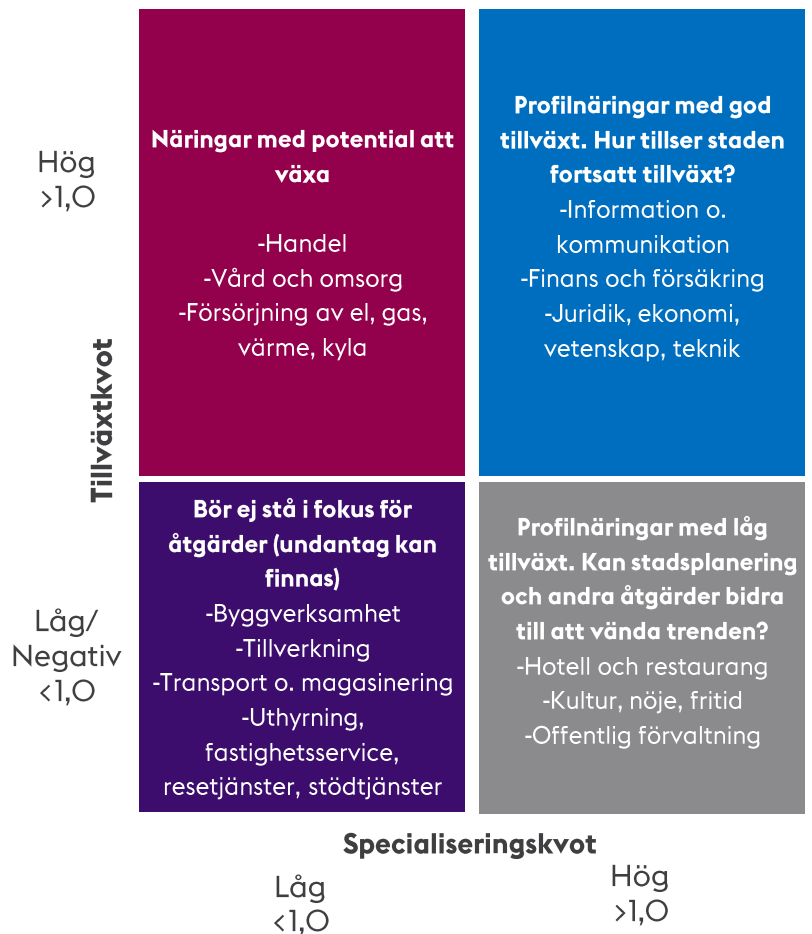 Hög
>1,0
Låg/
Negativ
<1,0
Tillväxtkvot
Näringar med potential att
växa
-Handel
-Vård och omsorg
-Försörjning av el, gas,
värme, kyla
Profilnäringar med god
tillväxt. Hur tillser staden
fortsatt tillväxt?
-Information o.
kommunikation
-Finans och försäkring
-Juridik, ekonomi,
vetenskap, teknik
Bör ej stå i fokus för
åtgärder (undantag kan
finnas)
-Byggverksamhet
-Tillverkning
-Transport o. magasinering
-Uthyrning,
fastighetsservice,
resetjänster, stödtjänster
Profilnäringar med låg
tillväxt. Kan stadsplanering
och andra åtgärder bidra
till att vända trenden?
-Hotell och restaurang
-Kultur, nöje, fritid
-Offentlig förvaltning
Specialiseringskvot
Låg
<1,0
Hög
>1,0